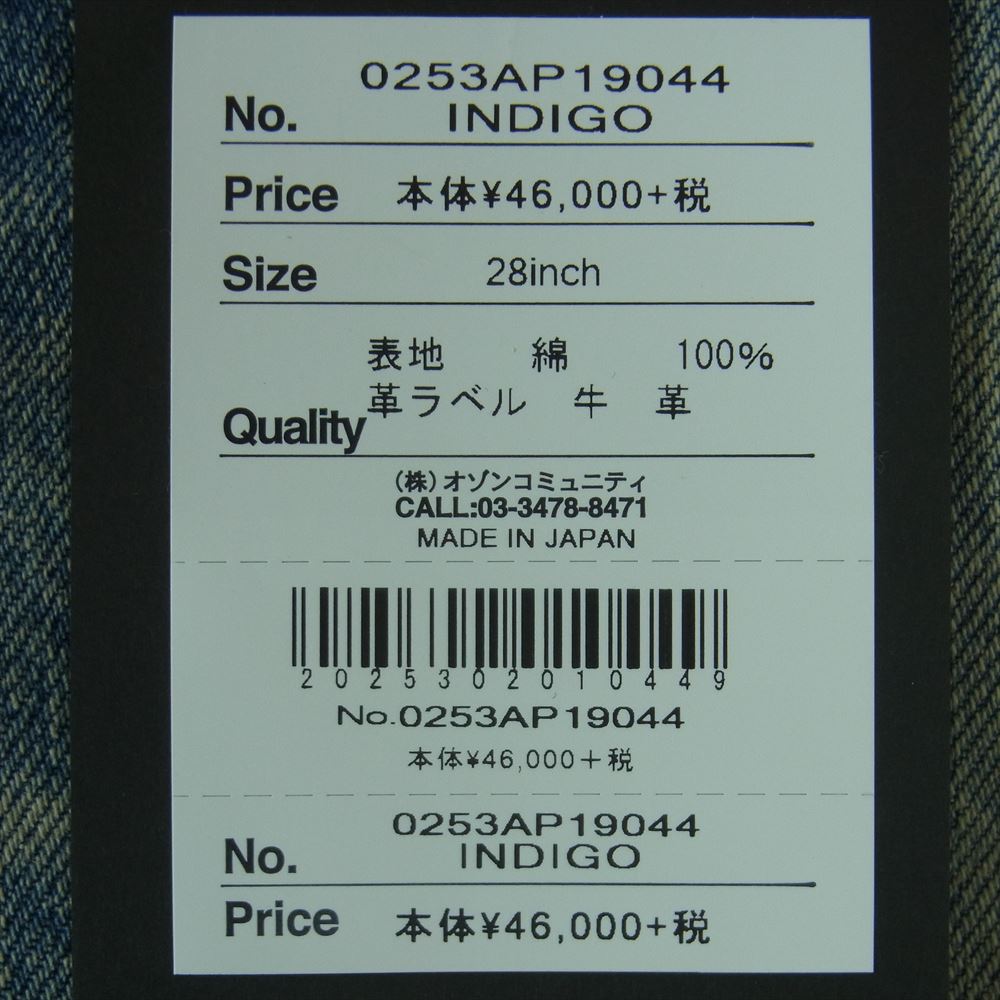 0253AP19044
No. INDIGO
Price 本体¥46,000+税
Size 28inch
表地 綿 100%
革ラベル 牛 革
Quality
(株)オゾンコミュニティ
CALL:03-3478-8471
MADE IN JAPAN
2025302010449
No.0253AP19044
本体¥46,000+税
0253AP19044
No. INDIGO
Price 本体¥46,000+税